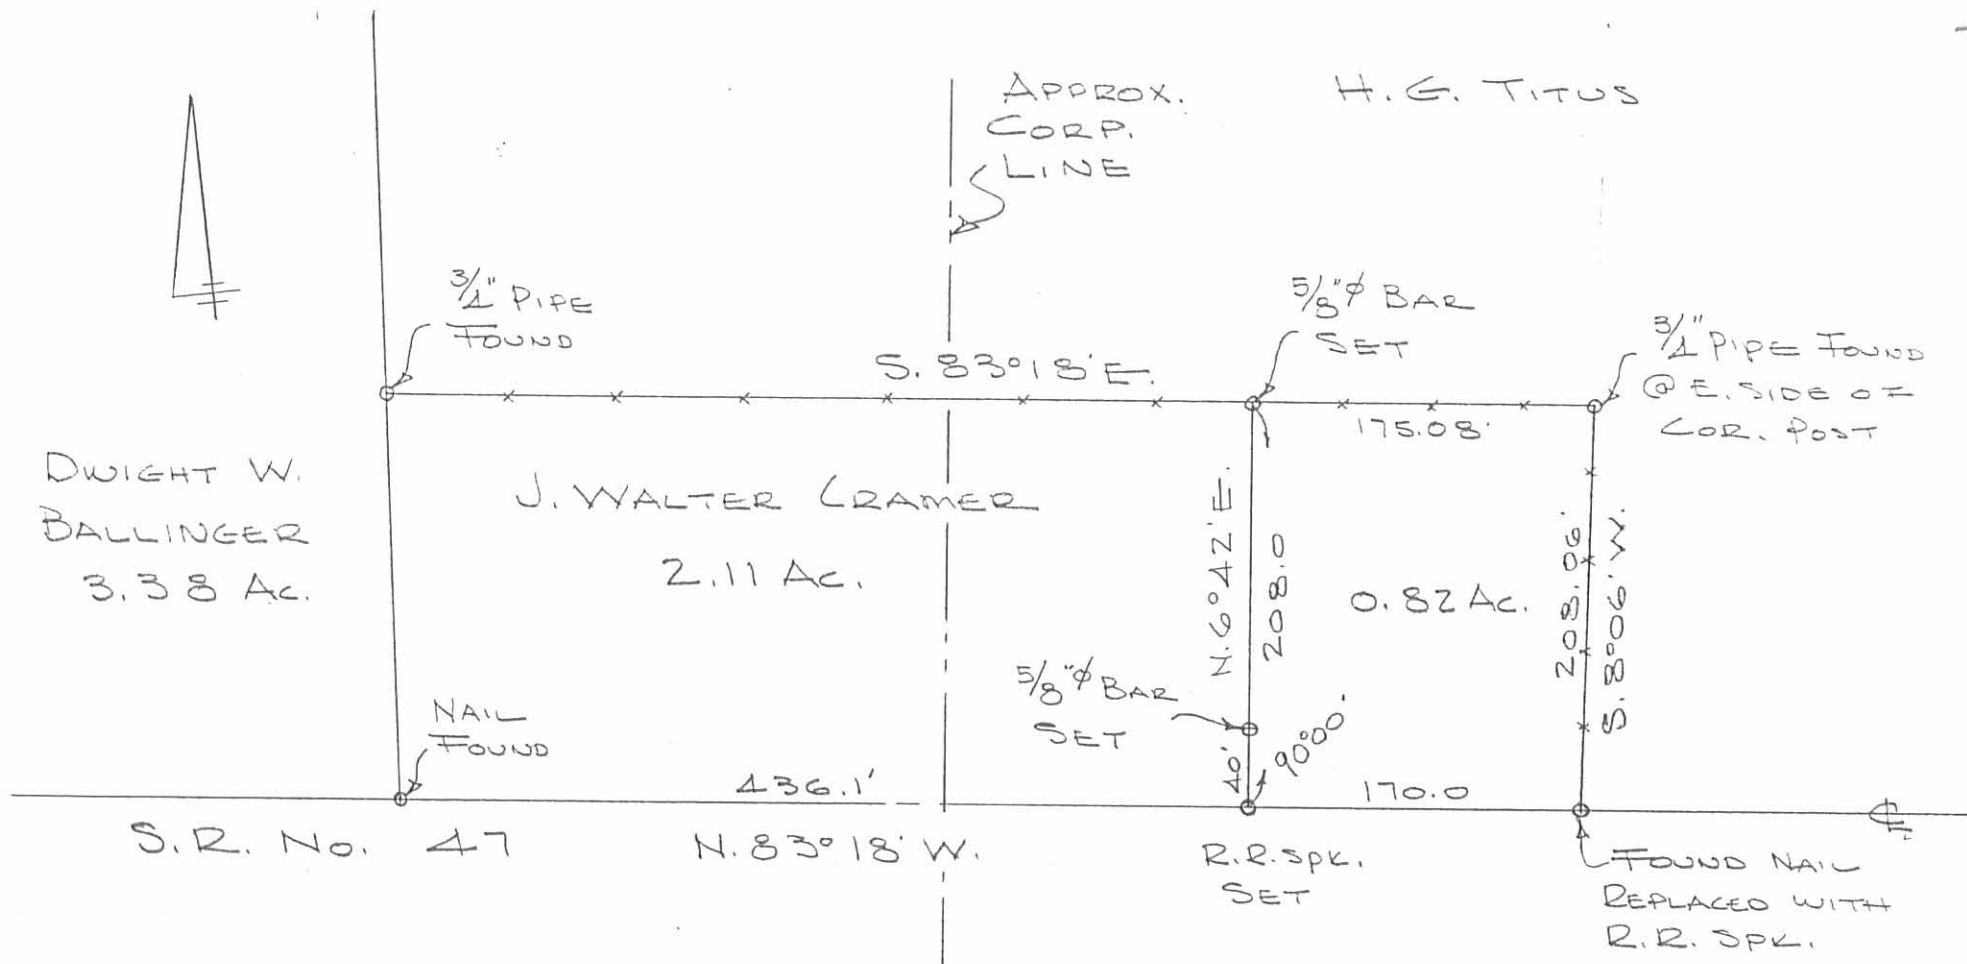 APPROX.
CORP.
LINE
H. G. TITUS
3/4" PIPE
FOUND
5/8"⌀ BAR
SET
3/4" PIPE FOUND
@ E. SIDE OF
COR. POST
S. 83°18' E.
175.08'
DWIGHT W.
BALLINGER
3.38 AC.
J. WALTER CRAMER
2.11 AC.
N. 6°42' E.
208.0
0.82 AC.
208.06'
S. 8°06' W.
5/8"⌀ BAR
SET
40'
90°00'
NAIL
FOUND
436.1'
170.0
S.R. No. 47
N. 83°18' W.
R.R. SPK.
SET
FOUND NAIL
REPLACED WITH
R.R. SPK.